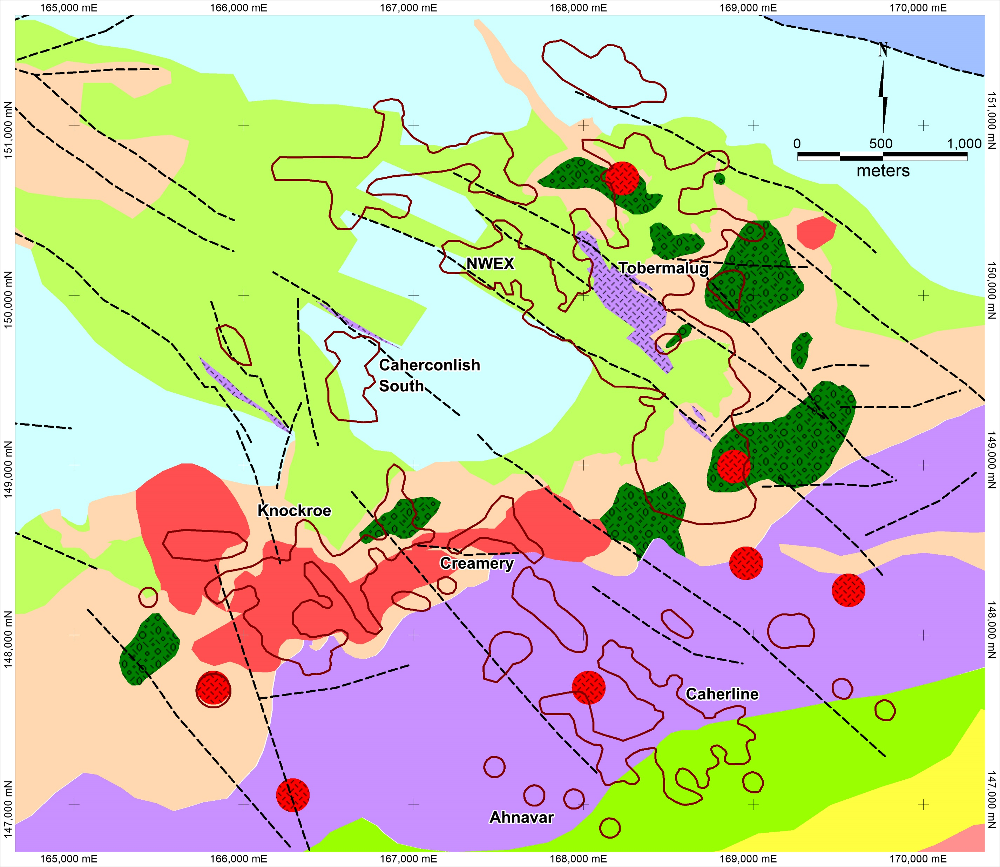 165,000 mE 166,000 mE 167,000 mE 168,000 mE 169,000 mE 170,000 mE
N
151,000 mN
151,000 mN
0 500 1,000
meters
NWEX
Tobermalug
150,000 mN
150,000 mN
Caherconlish
South
149,000 mN
149,000 mN
Knockroe
Creamery
148,000 mN
148,000 mN
Caherline
147,000 mN
147,000 mN
Ahnavar
165,000 mE 166,000 mE 167,000 mE 168,000 mE 169,000 mE 170,000 mE